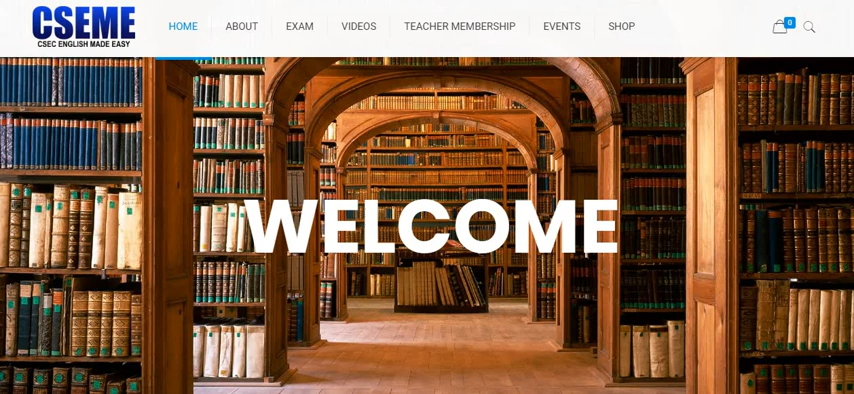 CSEME
CSEC ENGLISH MADE EASY
HOME
ABOUT
EXAM
VIDEOS
TEACHER MEMBERSHIP
EVENTS
SHOP
0
WELCOME